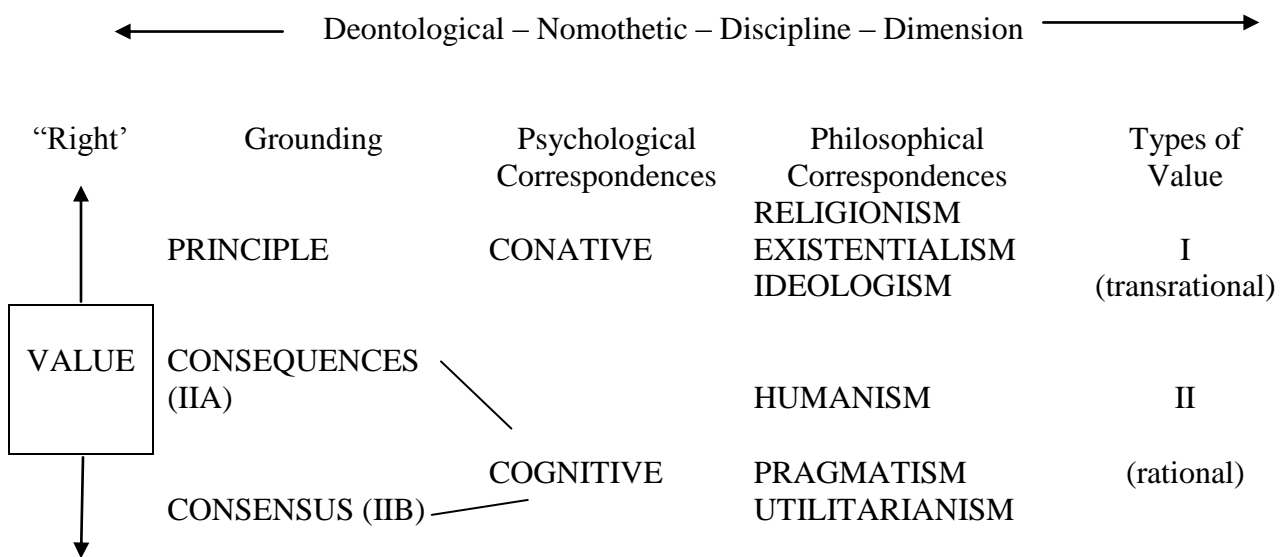 Deontological – Nomothetic – Discipline – Dimension
“Right’ Grounding Psychological Philosophical Types of
Correspondences Correspondences Value
RELIGIONISM
PRINCIPLE CONATIVE EXISTENTIALISM I
IDEOLOGISM (transrational)
VALUE CONSEQUENCES
(IIA) HUMANISM II
COGNITIVE PRAGMATISM (rational)
CONSENSUS (IIB) UTILITARIANISM